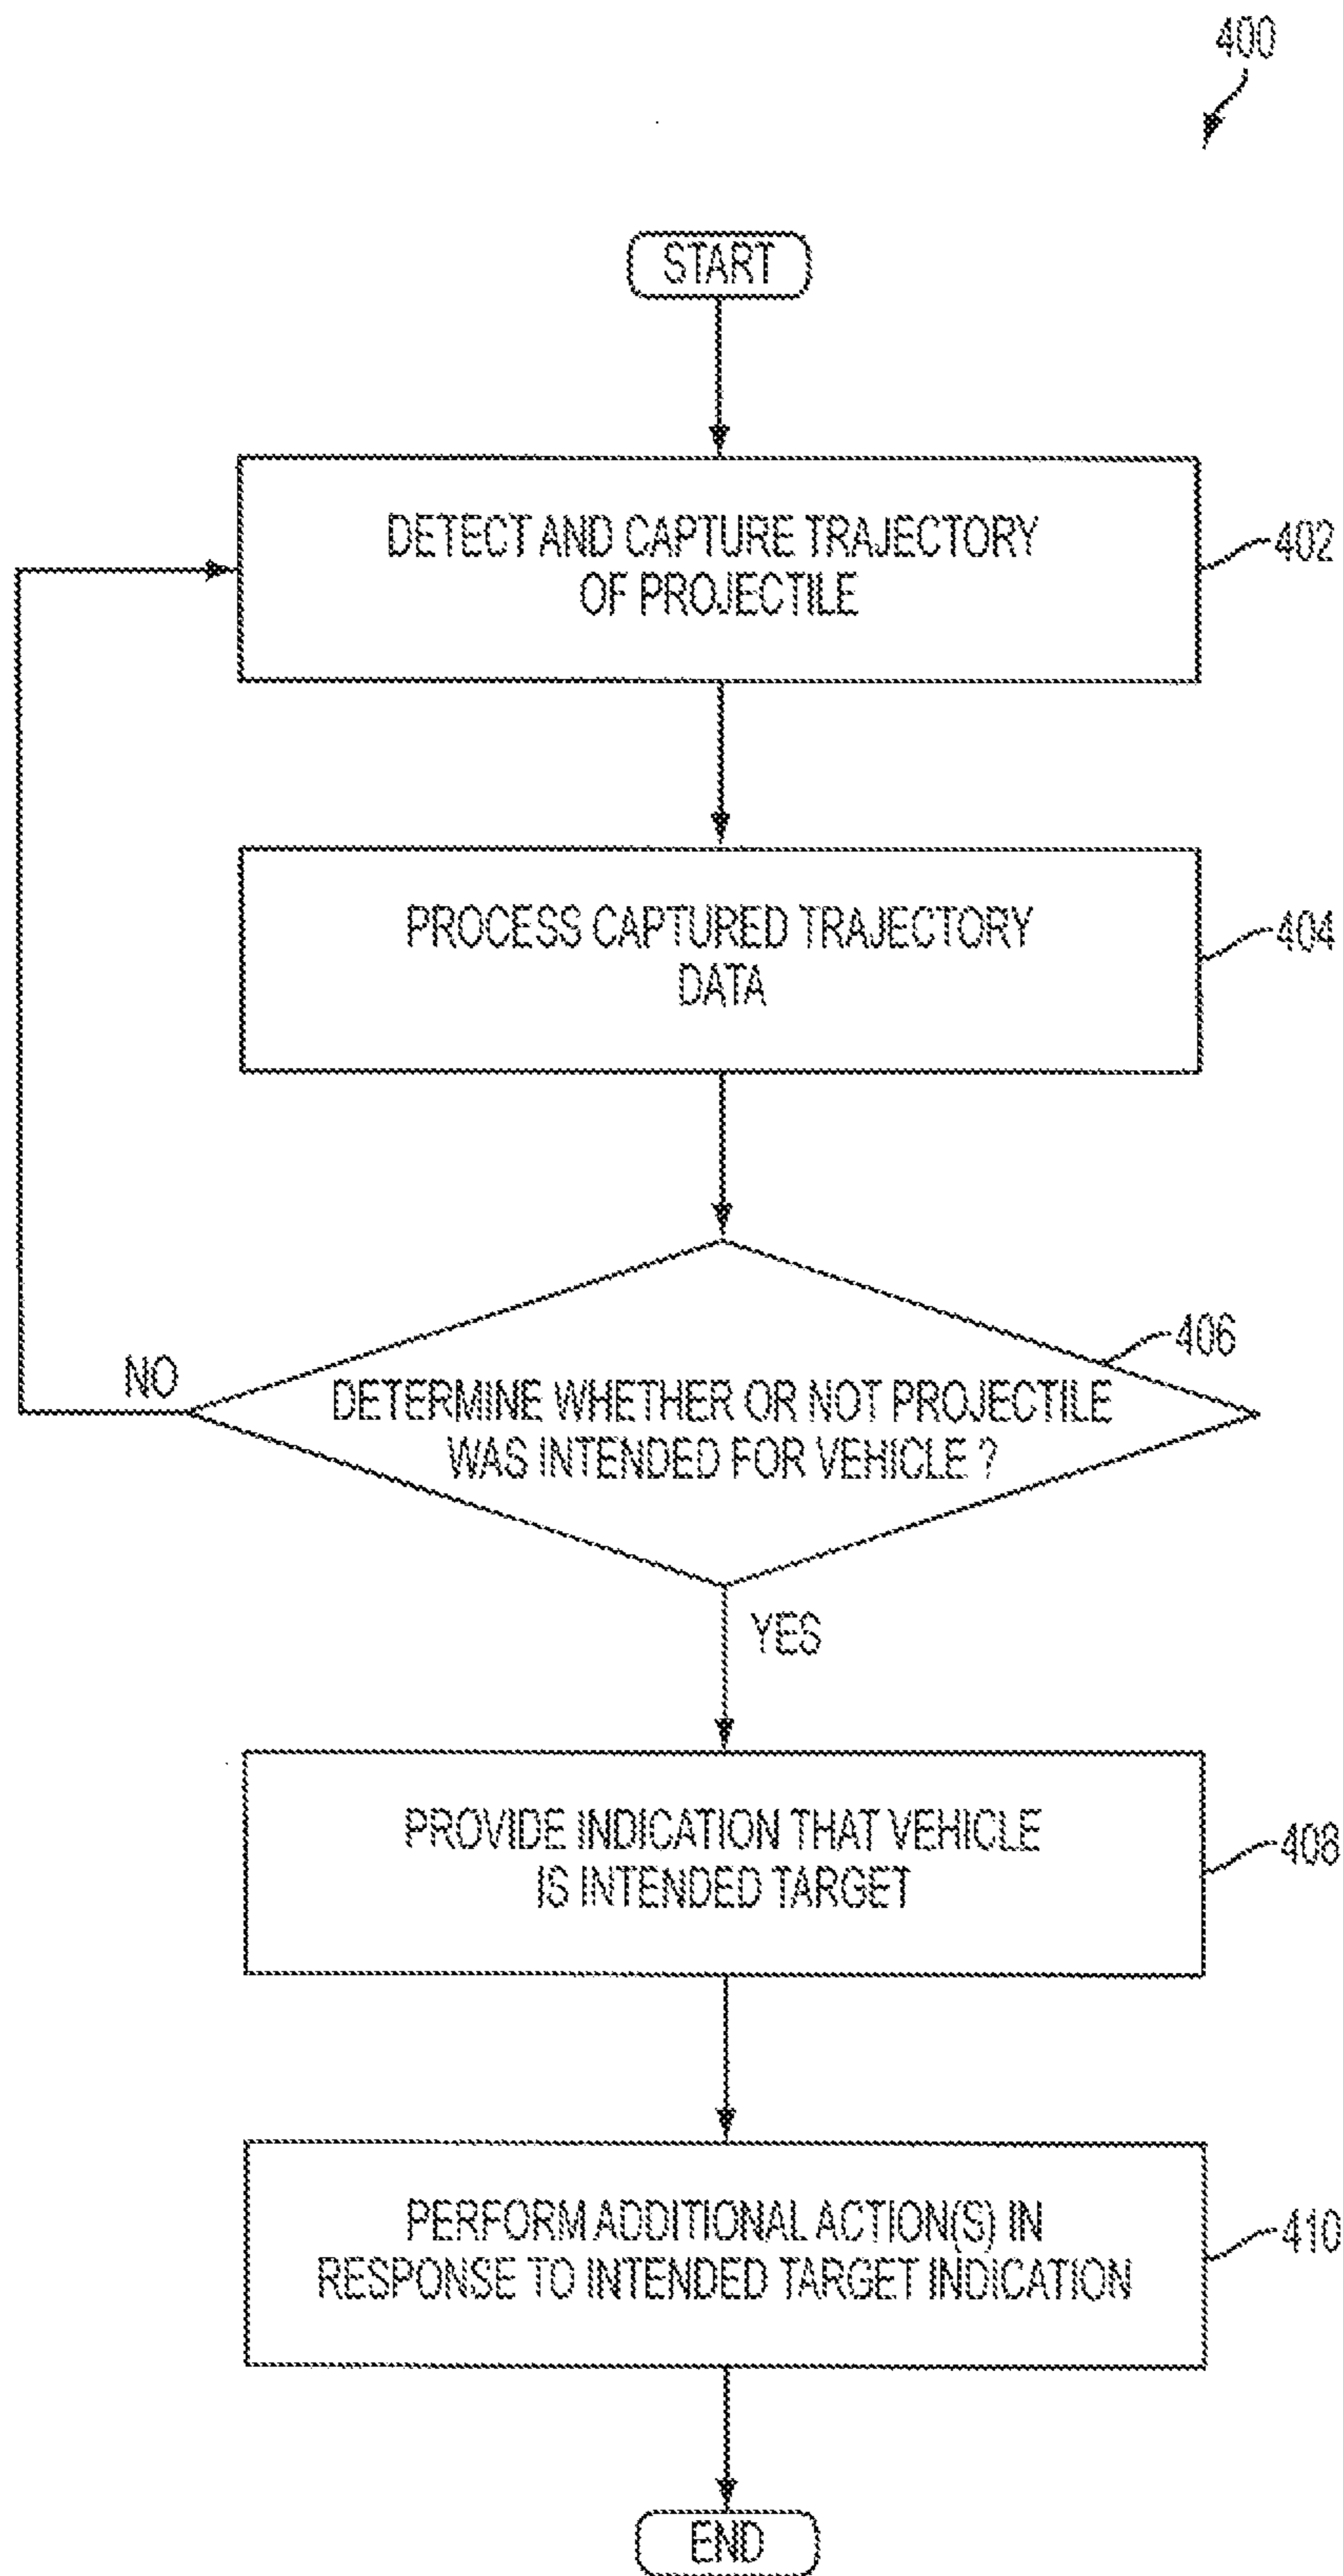 400
START
DETECT AND CAPTURE TRAJECTORY
OF PROJECTILE
402
PROCESS CAPTURED TRAJECTORY
DATA
404
406
NO
DETERMINE WHETHER OR NOT PROJECTILE
WAS INTENDED FOR VEHICLE ?
YES
PROVIDE INDICATION THAT VEHICLE
IS INTENDED TARGET
408
PERFORM ADDITIONAL ACTION(S) IN
RESPONSE TO INTENDED TARGET INDICATION
410
END